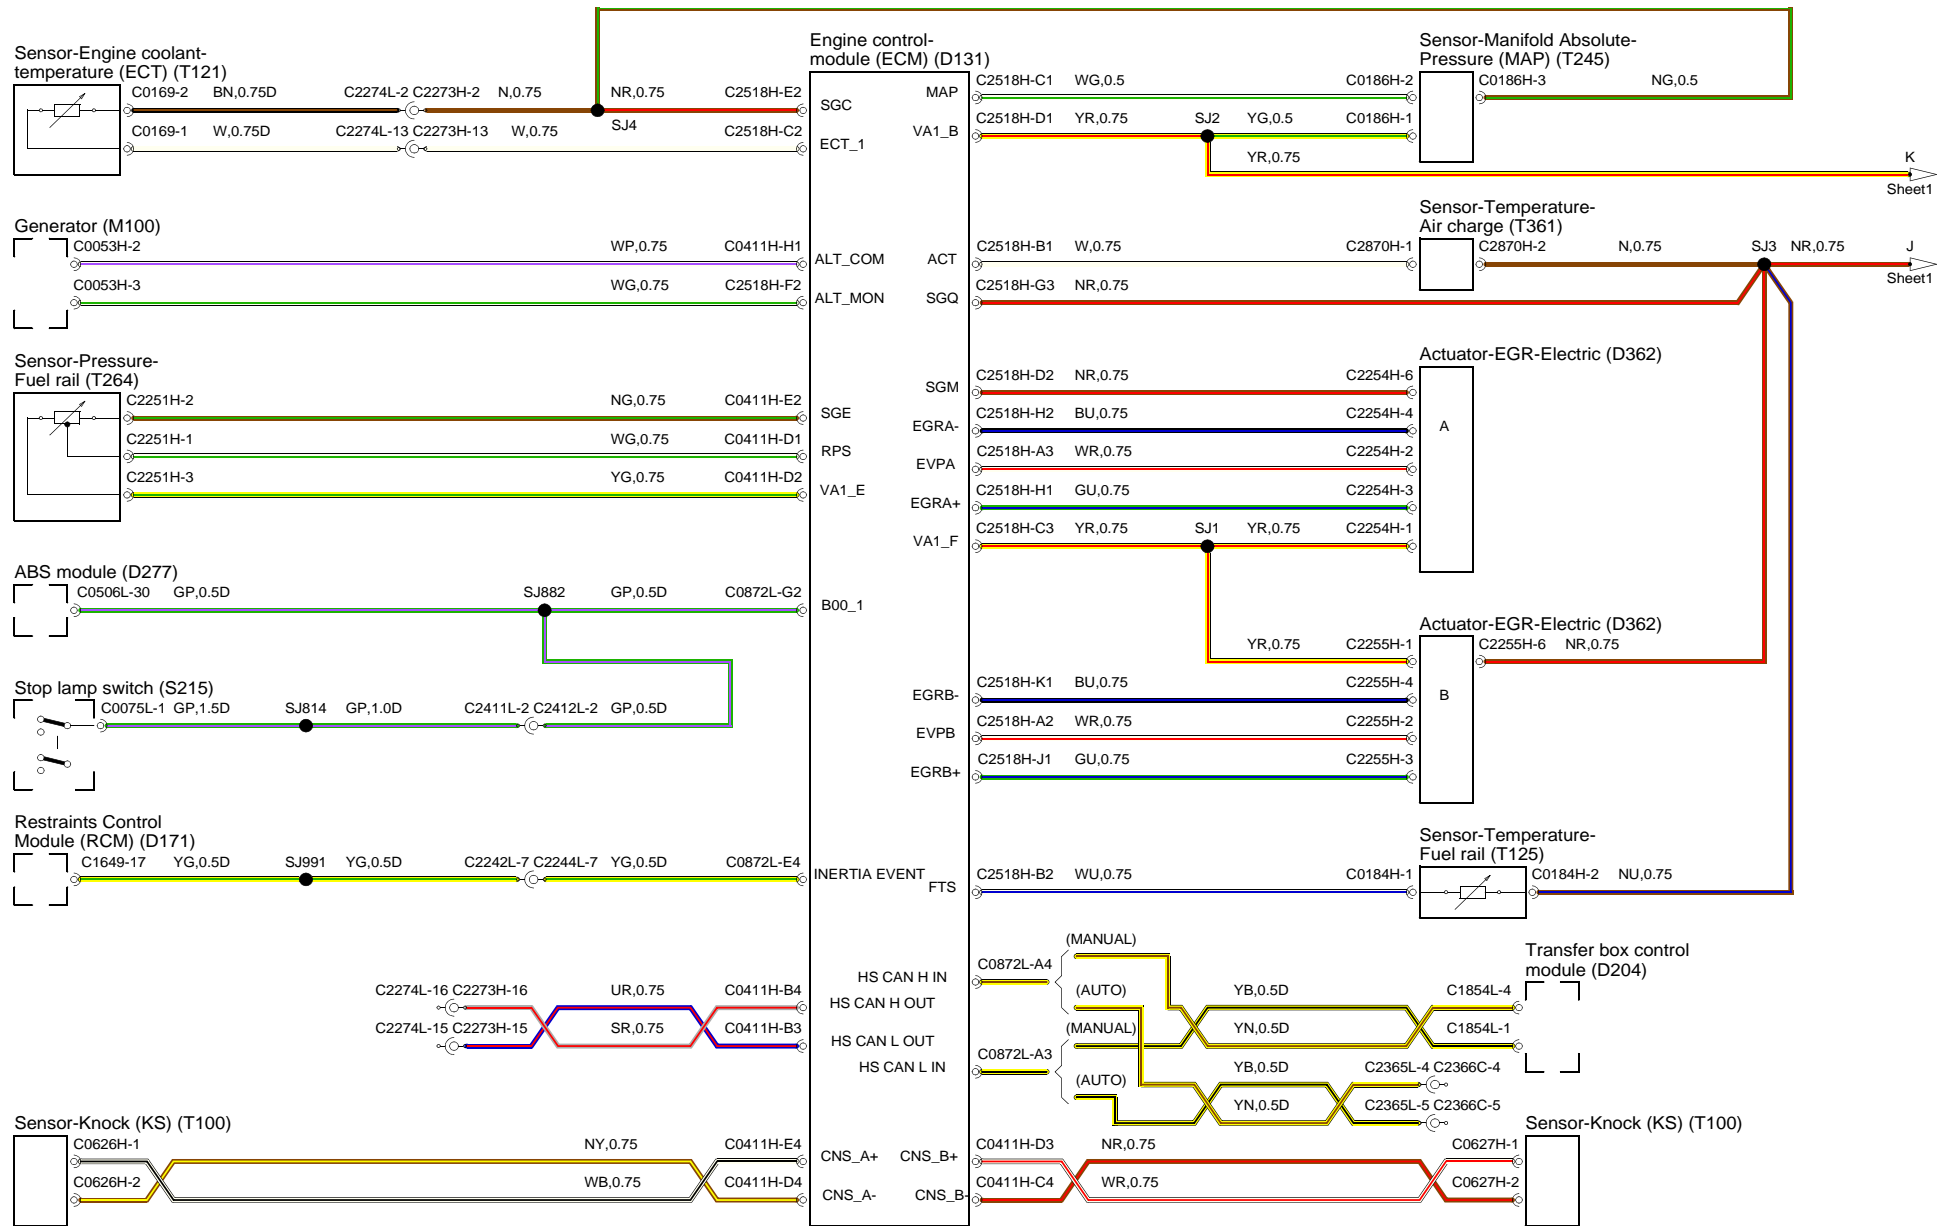 Sensor-Engine coolant-
temperature (ECT) (T121)
C0169-2 BN,0.75D C2274L-2 C2273H-2 N,0.75 NR,0.75 C2518H-E2
SJ4
C0169-1 W,0.75D C2274L-13 C2273H-13 W,0.75 C2518H-C2
Generator (M100)
C0053H-2 WP,0.75 C0411H-H1
C0053H-3 WG,0.75 C2518H-F2
Sensor-Pressure-
Fuel rail (T264)
C2251H-2 NG,0.75 C0411H-E2
C2251H-1 WG,0.75 C0411H-D1
C2251H-3 YG,0.75 C0411H-D2
ABS module (D277)
C0506L-30 GP,0.5D SJ882 GP,0.5D C0872L-G2
Stop lamp switch (S215)
C0075L-1 GP,1.5D SJ814 GP,1.0D C2411L-2 C2412L-2 GP,0.5D
Restraints Control
Module (RCM) (D171)
C1649-17 YG,0.5D SJ991 YG,0.5D C2242L-7 C2244L-7 YG,0.5D C0872L-E4
C2274L-16 C2273H-16 UR,0.75 C0411H-B4
C2274L-15 C2273H-15 SR,0.75 C0411H-B3
Sensor-Knock (KS) (T100)
C0626H-1 NY,0.75 C0411H-E4
C0626H-2 WB,0.75 C0411H-D4
Engine control-
module (ECM) (D131)
MAP
SGC
VA1_B
ECT_1
ALT_COM ACT
ALT_MON SGQ
SGM
SGE
EGRA-
RPS
EVPA
VA1_E
EGRA+
VA1_F
B00_1
EGRB-
EVPB
EGRB+
INERTIA EVENT
FTS
HS CAN H IN
HS CAN H OUT
HS CAN L OUT
HS CAN L IN
CNS_A+ CNS_B+
CNS_A- CNS_B-
Sensor-Manifold Absolute-
Pressure (MAP) (T245)
C2518H-C1 WG,0.5 C0186H-2 C0186H-3 NG,0.5
C2518H-D1 YR,0.75 SJ2 YG,0.5 C0186H-1
YR,0.75 K
Sheet1
Sensor-Temperature-
Air charge (T361)
C2518H-B1 W,0.75 C2870H-1 C2870H-2 N,0.75 SJ3 NR,0.75 J
Sheet1
C2518H-G3 NR,0.75
Actuator-EGR-Electric (D362)
C2518H-D2 NR,0.75 C2254H-6
C2518H-H2 BU,0.75 C2254H-4
A
C2518H-A3 WR,0.75 C2254H-2
C2518H-H1 GU,0.75 C2254H-3
C2518H-C3 YR,0.75 SJ1 YR,0.75 C2254H-1
Actuator-EGR-Electric (D362)
YR,0.75 C2255H-1 C2255H-6 NR,0.75
C2518H-K1 BU,0.75 C2255H-4
B
C2518H-A2 WR,0.75 C2255H-2
C2518H-J1 GU,0.75 C2255H-3
Sensor-Temperature-
Fuel rail (T125)
C2518H-B2 WU,0.75 C0184H-1 C0184H-2 NU,0.75
Transfer box control
module (D204)
C0872L-A4 (MANUAL)
(AUTO) YB,0.5D C1854L-4
(MANUAL) YN,0.5D C1854L-1
C0872L-A3
(AUTO) YB,0.5D C2365L-4 C2366C-4
YN,0.5D C2365L-5 C2366C-5
Sensor-Knock (KS) (T100)
C0411H-D3 NR,0.75 C0627H-1
C0411H-C4 WR,0.75 C0627H-2